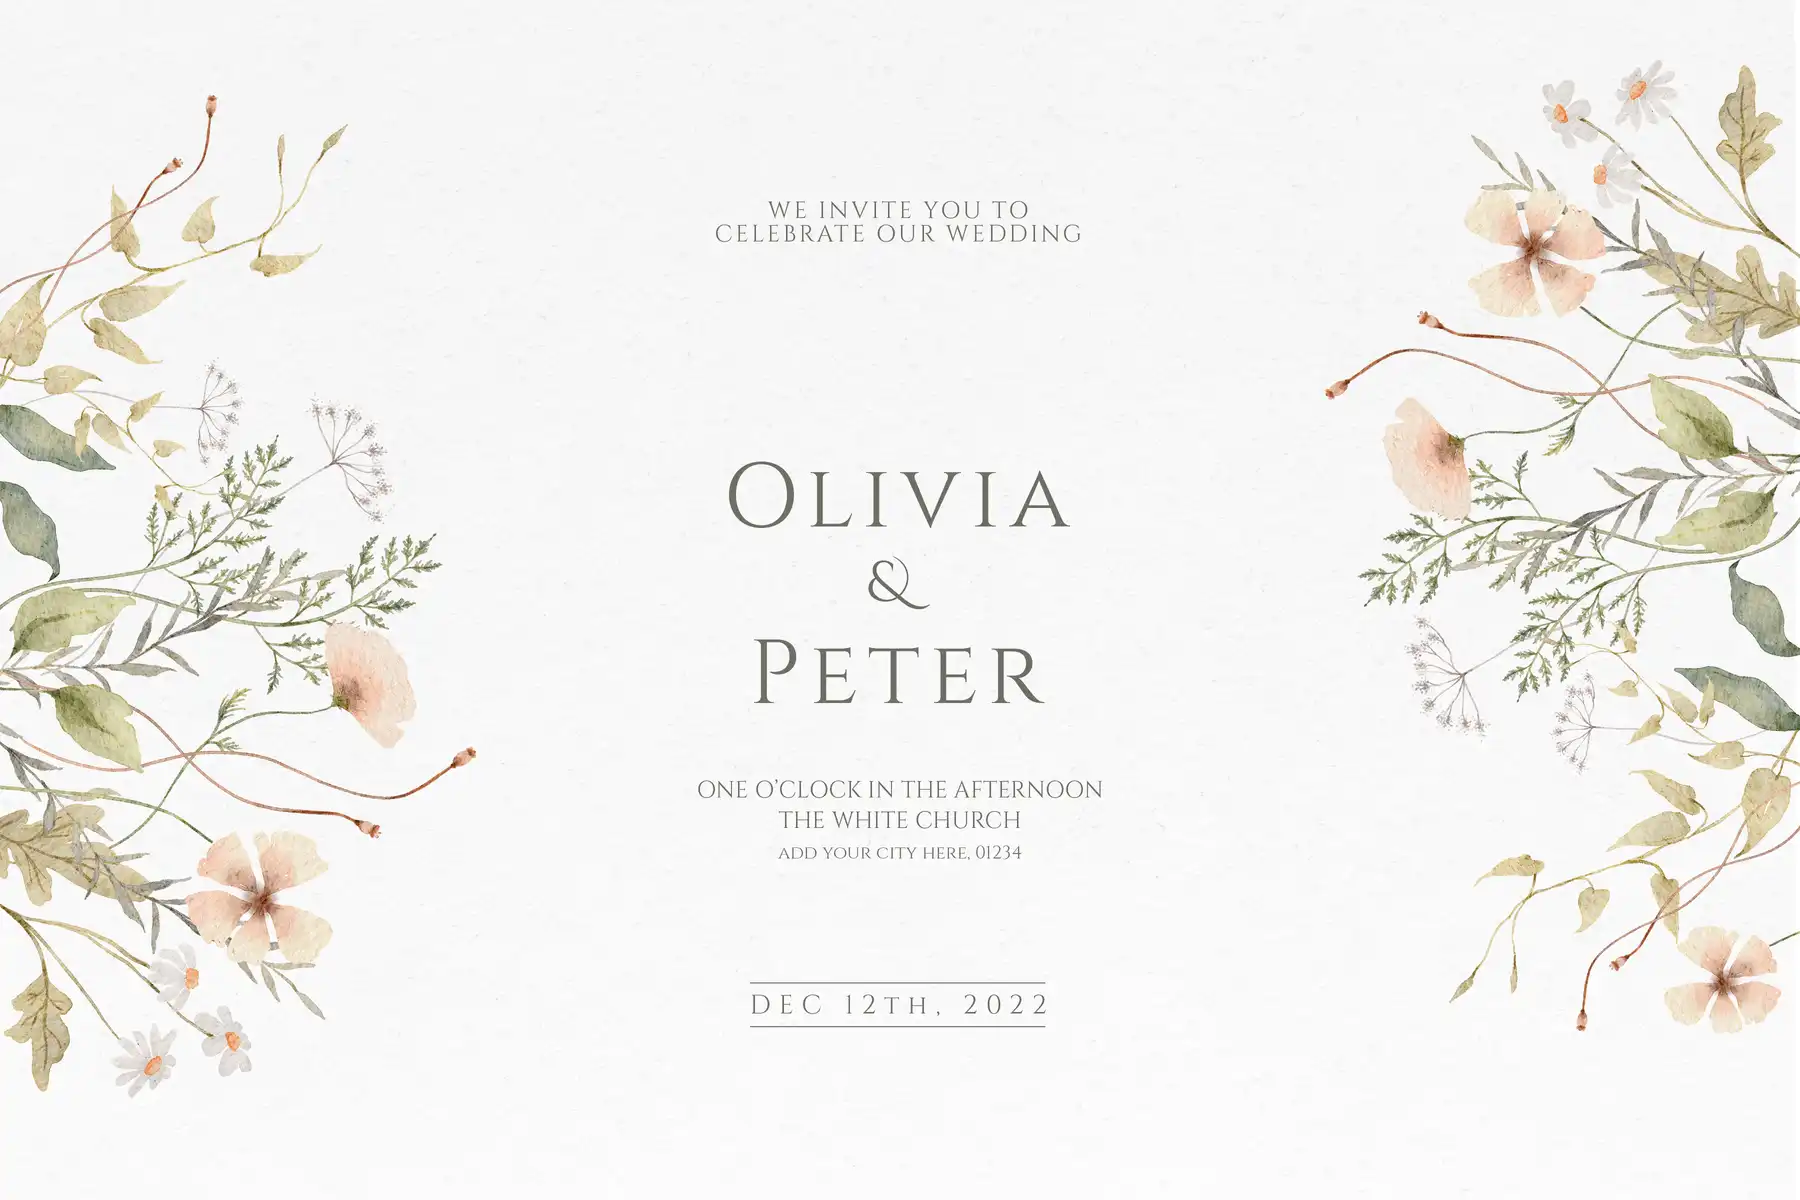 WE INVITE YOU TO
CELEBRATE OUR WEDDING
OLIVIA
&
PETER
ONE O'CLOCK IN THE AFTERNOON
THE WHITE CHURCH
ADD YOUR CITY HERE, 01234
DEC 12TH, 2022